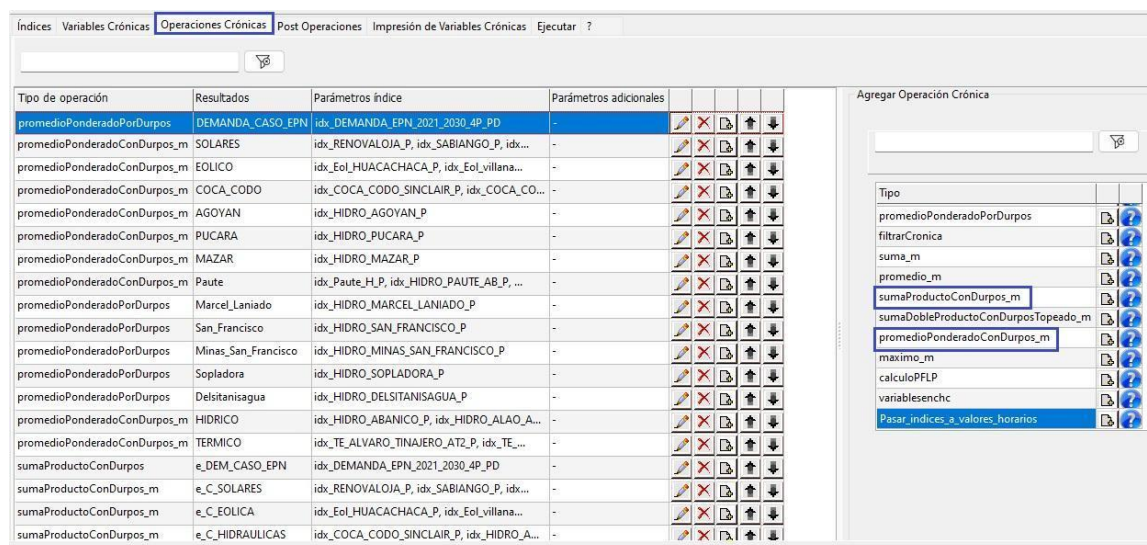 Índices Variables Crónicas Operaciones Crónicas Post Operaciones Impresión de Variables Crónicas Ejecutar ?
Tipo de operación Resultados Parámetros índice Parámetros adicionales
promedioPonderadoPorDurpos DEMANDA_CASO_EPN idx_DEMANDA_EPN_2021_2030_4P_PD -
promedioPonderadoConDurpos_m SOLARES idx_RENOVALOJA_P, idx_SABIANGO_P, idx... -
promedioPonderadoConDurpos_m EOLICO idx_Eol_HUACACHACA_P, idx_Eol_villana... -
promedioPonderadoConDurpos_m COCA_CODO idx_COCA_CODO_SINCLAIR_P, idx_COCA_CO... -
promedioPonderadoConDurpos_m AGOYAN idx_HIDRO_AGOYAN_P -
promedioPonderadoConDurpos_m PUCARA idx_HIDRO_PUCARA_P -
promedioPonderadoConDurpos_m MAZAR idx_HIDRO_MAZAR_P -
promedioPonderadoConDurpos_m Paute idx_Paute_H_P, idx_HIDRO_PAUTE_AB_P, ... -
promedioPonderadoPorDurpos Marcel_Laniado idx_HIDRO_MARCEL_LANIADO_P -
promedioPonderadoPorDurpos San_Francisco idx_HIDRO_SAN_FRANCISCO_P -
promedioPonderadoPorDurpos Minas_San_Francisco idx_HIDRO_MINAS_SAN_FRANCISCO_P -
promedioPonderadoPorDurpos Sopladora idx_HIDRO_SOPLADORA_P -
promedioPonderadoPorDurpos Delsitanisagua idx_HIDRO_DELSITANISAGUA_P -
promedioPonderadoConDurpos_m HIDRICO idx_HIDRO_ABANICO_P, idx_HIDRO_ALAO_A... -
promedioPonderadoConDurpos_m TERMICO idx_TE_ALVARO_TINAJERO_AT2_P, idx_TE_... -
sumaProductoConDurpos e_DEM_CASO_EPN idx_DEMANDA_EPN_2021_2030_4P_PD -
sumaProductoConDurpos_m e_C_SOLARES idx_RENOVALOJA_P, idx_SABIANGO_P, idx... -
sumaProductoConDurpos_m e_C_EOLICA idx_Eol_HUACACHACA_P, idx_Eol_villana... -
sumaProductoConDurpos_m e_C_HIDRAULICAS idx_COCA_CODO_SINCLAIR_P, idx_HIDRO_A... -
Agregar Operación Crónica
Tipo
promedioPonderadoPorDurpos
filtrarCronica
suma_m
promedio_m
sumaProductoConDurpos_m
sumaDobleProductoConDurposTopeado_m
promedioPonderadoConDurpos_m
maximo_m
calculoPFLP
variablesenchc
Pasar_indices_a_valores_horarios